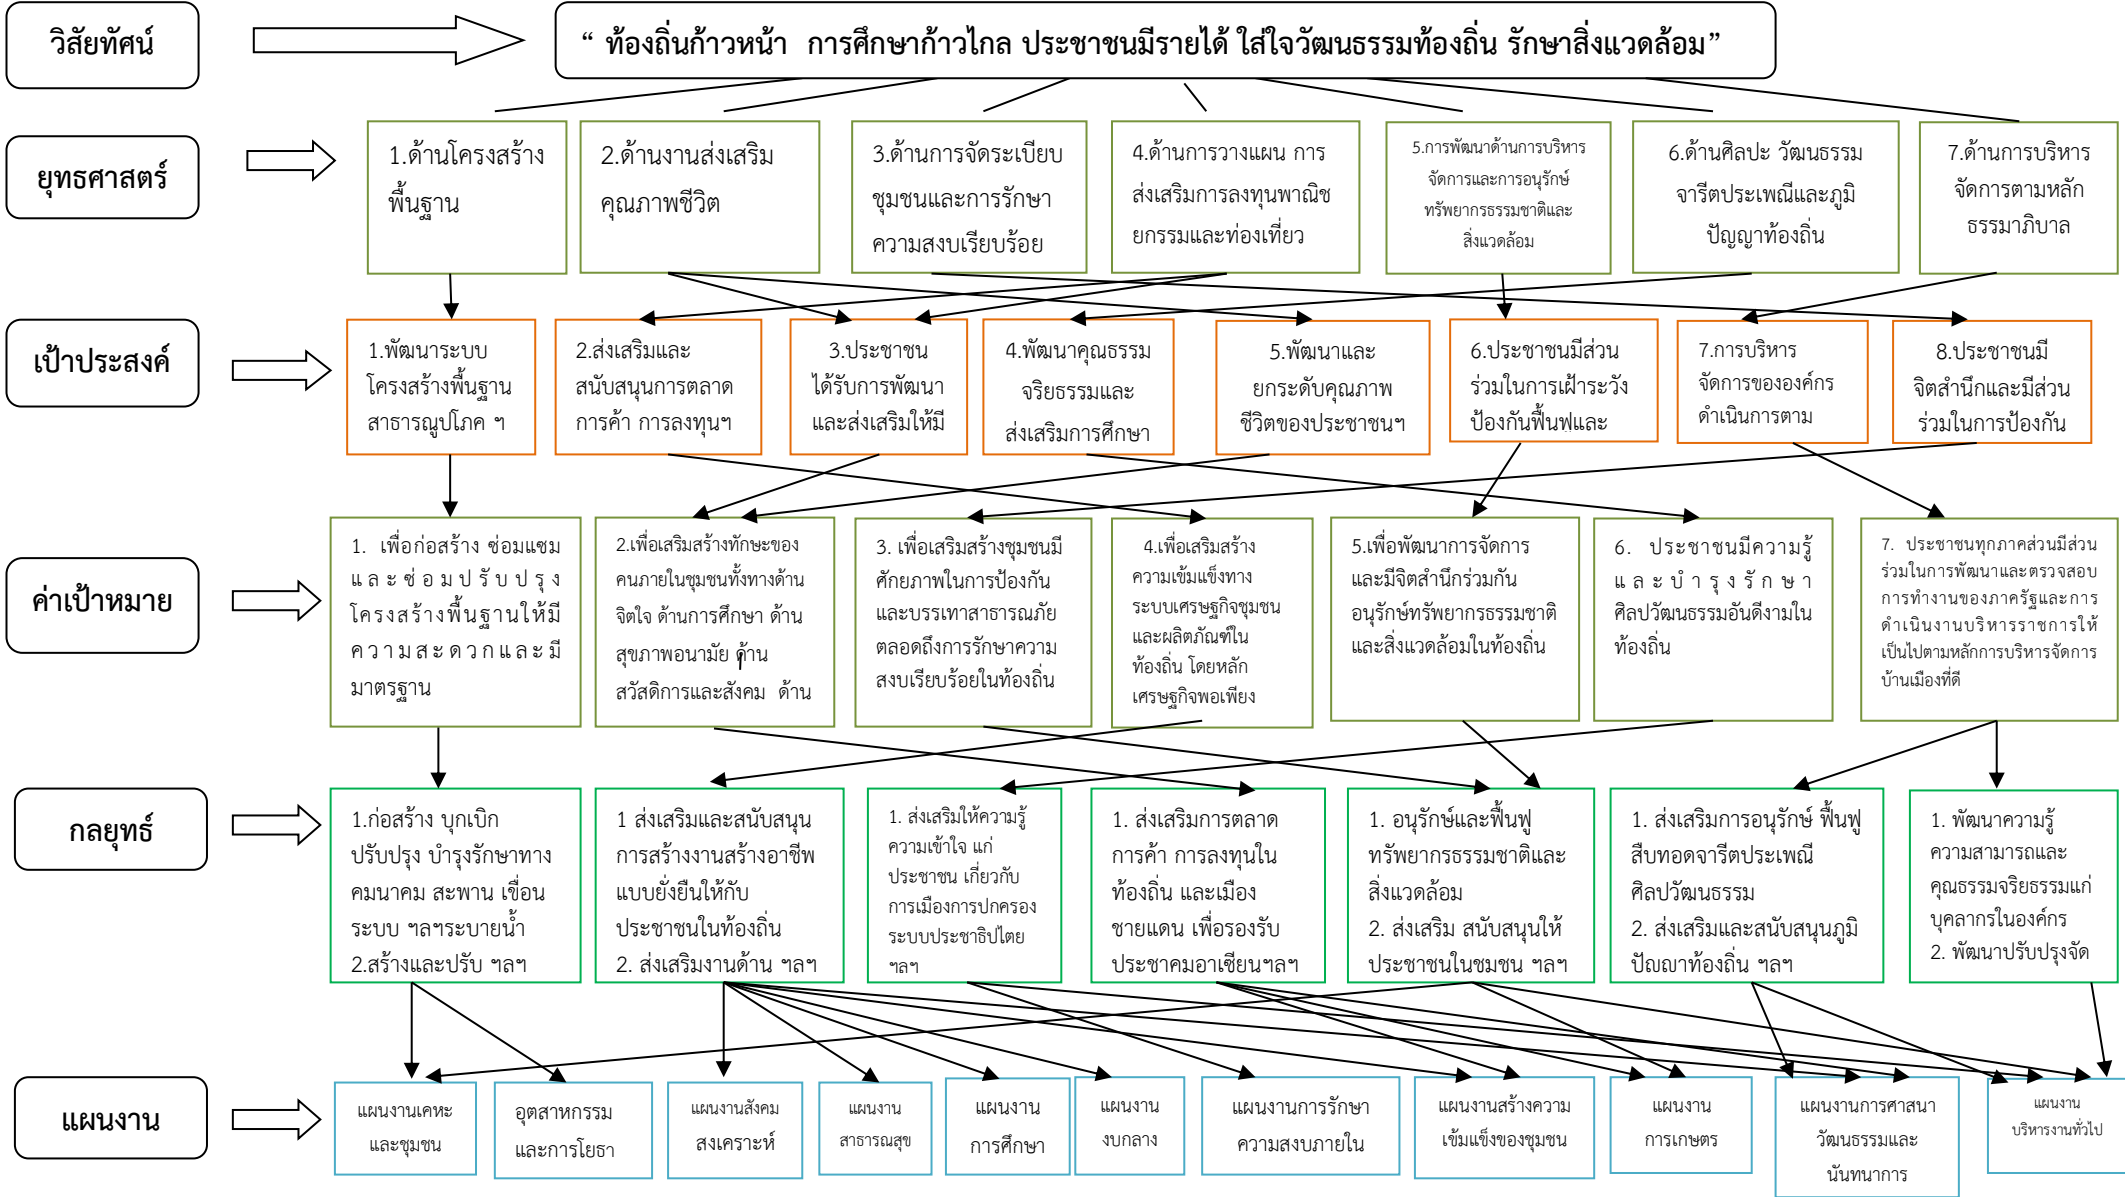 วิสัยทัศน์
“ ท้องถิ่นก้าวหน้า การศึกษาก้าวไกล ประชาชนมีรายได้ ใส่ใจวัฒนธรรมท้องถิ่น รักษาสิ่งแวดล้อม”
ยุทธศาสตร์
1.ด้านโครงสร้าง
พื้นฐาน
2.ด้านงานส่งเสริม
คุณภาพชีวิต
3.ด้านการจัดระเบียบ
ชุมชนและการรักษา
ความสงบเรียบร้อย
4.ด้านการวางแผน การ
ส่งเสริมการลงทุนพาณิช
ยกรรมและท่องเที่ยว
5.การพัฒนาด้านการบริหาร
จัดการและการอนุรักษ์
ทรัพยากรธรรมชาติและ
สิ่งแวดล้อม
6.ด้านศิลปะ วัฒนธรรม
จารีตประเพณีและภูมิ
ปัญญาท้องถิ่น
7.ด้านการบริหาร
จัดการตามหลัก
ธรรมาภิบาล
เป้าประสงค์
1.พัฒนาระบบ
โครงสร้างพื้นฐาน
สาธารณูปโภค ฯ
2.ส่งเสริมและ
สนับสนุนการตลาด
การค้า การลงทุนฯ
3.ประชาชน
ได้รับการพัฒนา
และส่งเสริมให้มี
4.พัฒนาคุณธรรม
จริยธรรมและ
ส่งเสริมการศึกษา
5.พัฒนาและ
ยกระดับคุณภาพ
ชีวิตของประชาชนฯ
6.ประชาชนมีส่วน
ร่วมในการเฝ้าระวัง
ป้องกันฟื้นฟูและ
7.การบริหาร
จัดการขององค์กร
ดำเนินการตาม
8.ประชาชนมี
จิตสำนึกและมีส่วน
ร่วมในการป้องกัน
ค่าเป้าหมาย
1. เพื่อก่อสร้าง ซ่อมแซม
และซ่อมปรับปรุง
โครงสร้างพื้นฐานให้มี
ความสะดวกและมี
มาตรฐาน
2.เพื่อเสริมสร้างทักษะของ
คนภายในชุมชนทั้งทางด้าน
จิตใจ ด้านการศึกษา ด้าน
สุขภาพอนามัย ด้าน
สวัสดิการและสังคม ด้าน
3. เพื่อเสริมสร้างชุมชนมี
ศักยภาพในการป้องกัน
และบรรเทาสาธารณภัย
ตลอดถึงการรักษาความ
สงบเรียบร้อยในท้องถิ่น
4.เพื่อเสริมสร้าง
ความเข้มแข็งทาง
ระบบเศรษฐกิจชุมชน
และผลิตภัณฑ์ใน
ท้องถิ่น โดยหลัก
เศรษฐกิจพอเพียง
5.เพื่อพัฒนาการจัดการ
และมีจิตสำนึกร่วมกัน
อนุรักษ์ทรัพยากรธรรมชาติ
และสิ่งแวดล้อมในท้องถิ่น
6. ประชาชนมีความรู้
และบำรุงรักษา
ศิลปวัฒนธรรมอันดีงามใน
ท้องถิ่น
7. ประชาชนทุกภาคส่วนมีส่วน
ร่วมในการพัฒนาและตรวจสอบ
การทำงานของภาครัฐและการ
ดำเนินงานบริหารราชการให้
เป็นไปตามหลักการบริหารจัดการ
บ้านเมืองที่ดี
กลยุทธ์
1.ก่อสร้าง บุกเบิก
ปรับปรุง บำรุงรักษาทาง
คมนาคม สะพาน เขื่อน
ระบบ ฯลฯระบายน้ำ
2.สร้างและปรับ ฯลฯ
1 ส่งเสริมและสนับสนุน
การสร้างงานสร้างอาชีพ
แบบยั่งยืนให้กับ
ประชาชนในท้องถิ่น
2. ส่งเสริมงานด้าน ฯลฯ
1. ส่งเสริมให้ความรู้
ความเข้าใจ แก่
ประชาชน เกี่ยวกับ
การเมืองการปกครอง
ระบบประชาธิปไตย
ฯลฯ
1. ส่งเสริมการตลาด
การค้า การลงทุนใน
ท้องถิ่น และเมือง
ชายแดน เพื่อรองรับ
ประชาคมอาเซียนฯลฯ
1. อนุรักษ์และฟื้นฟู
ทรัพยากรธรรมชาติและ
สิ่งแวดล้อม
2. ส่งเสริม สนับสนุนให้
ประชาชนในชุมชน ฯลฯ
1. ส่งเสริมการอนุรักษ์ ฟื้นฟู
สืบทอดจารีตประเพณี
ศิลปวัฒนธรรม
2. ส่งเสริมและสนับสนุนภูมิ
ปัญญาท้องถิ่น ฯลฯ
1. พัฒนาความรู้
ความสามารถและ
คุณธรรมจริยธรรมแก่
บุคลากรในองค์กร
2. พัฒนาปรับปรุงจัด
แผนงาน
แผนงานเคหะ
และชุมชน
อุตสาหกรรม
และการโยธา
แผนงานสังคม
สงเคราะห์
แผนงาน
สาธารณสุข
แผนงาน
การศึกษา
แผนงาน
งบกลาง
แผนงานการรักษา
ความสงบภายใน
แผนงานสร้างความ
เข้มแข็งของชุมชน
แผนงาน
การเกษตร
แผนงานการศาสนา
วัฒนธรรมและ
นันทนาการ
แผนงาน
บริหารงานทั่วไป